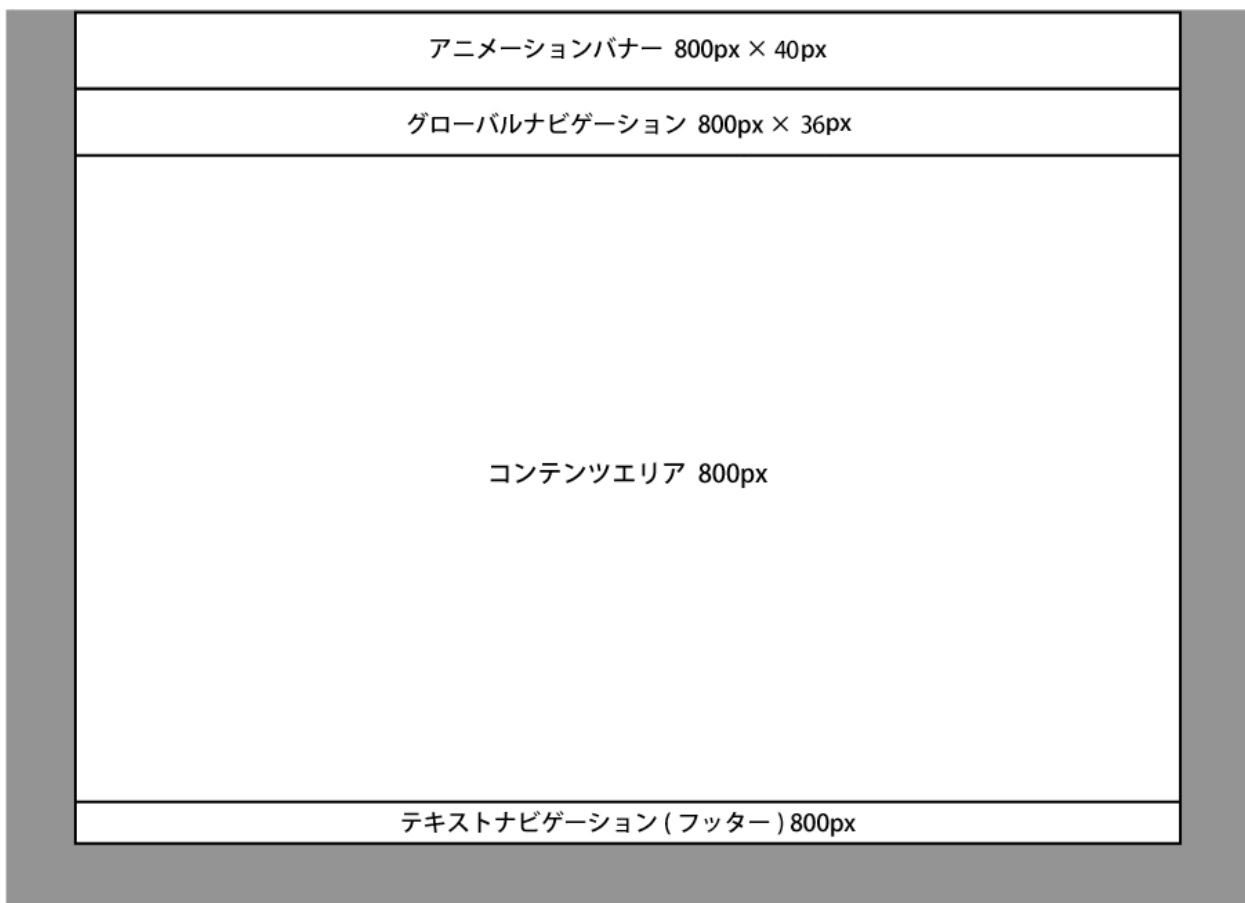 アニメーションバナー 800px × 40px
グローバルナビゲーション 800px × 36px
コンテンツエリア 800px
テキストナビゲーション ( フッター ) 800px